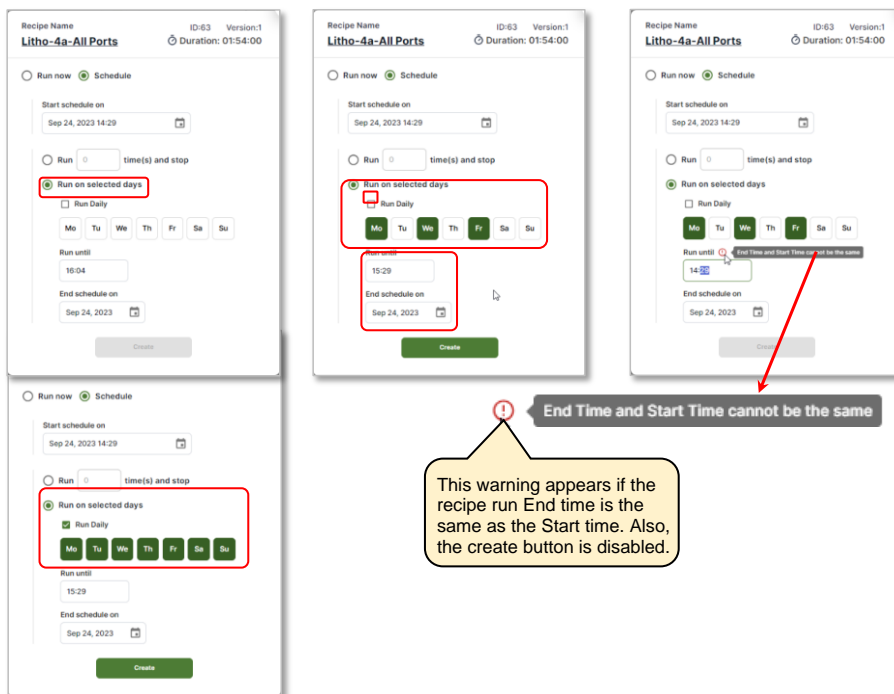 Recipe Name ID:63 Version:1
Litho-4a-All Ports Duration: 01:54:00
Run now Schedule
Start schedule on
Sep 24, 2023 14:29
Run 0 time(s) and stop
Run on selected days
Run Daily
Mo Tu We Th Fr Sa Su
Run until
16:04
End schedule on
Sep 24, 2023
Create
Recipe Name ID:63 Version:1
Litho-4a-All Ports Duration: 01:54:00
Run now Schedule
Start schedule on
Sep 24, 2023 14:29
Run 0 time(s) and stop
Run on selected days
Run Daily
Mo Tu We Th Fr Sa Su
Run until
15:29
End schedule on
Sep 24, 2023
Create
Recipe Name ID:63 Version:1
Litho-4a-All Ports Duration: 01:54:00
Run now Schedule
Start schedule on
Sep 24, 2023 14:29
Run 0 time(s) and stop
Run on selected days
Run Daily
Mo Tu We Th Fr Sa Su
Run until End Time and Start Time cannot be the same
14:29
End schedule on
Sep 24, 2023
Create
Run now Schedule
Start schedule on
Sep 24, 2023 14:29
Run 0 time(s) and stop
Run on selected days
Run Daily
Mo Tu We Th Fr Sa Su
Run until
15:29
End schedule on
Sep 24, 2023
Create
End Time and Start Time cannot be the same
This warning appears if the
recipe run End time is the
same as the Start time. Also,
the create button is disabled.